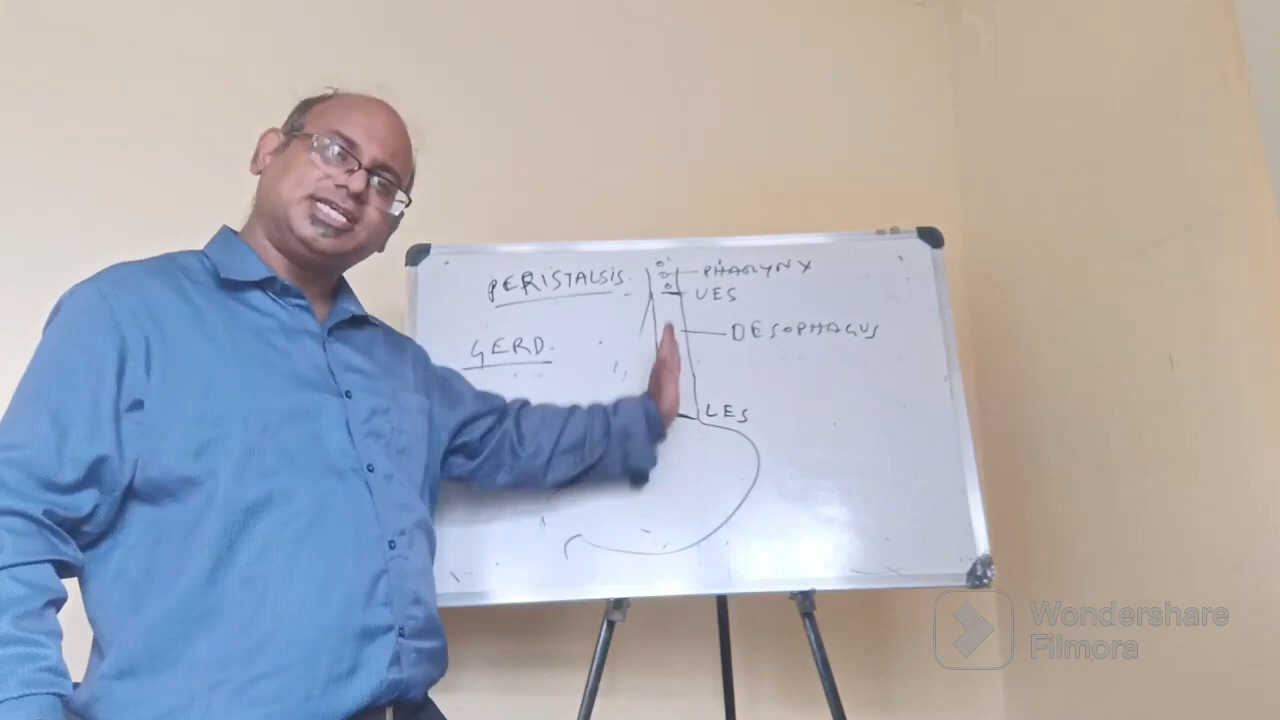 PERISTALSIS.
PHARYNX
UES
OESOPHAGUS
GERD.
LES
Wondershare
Filmora